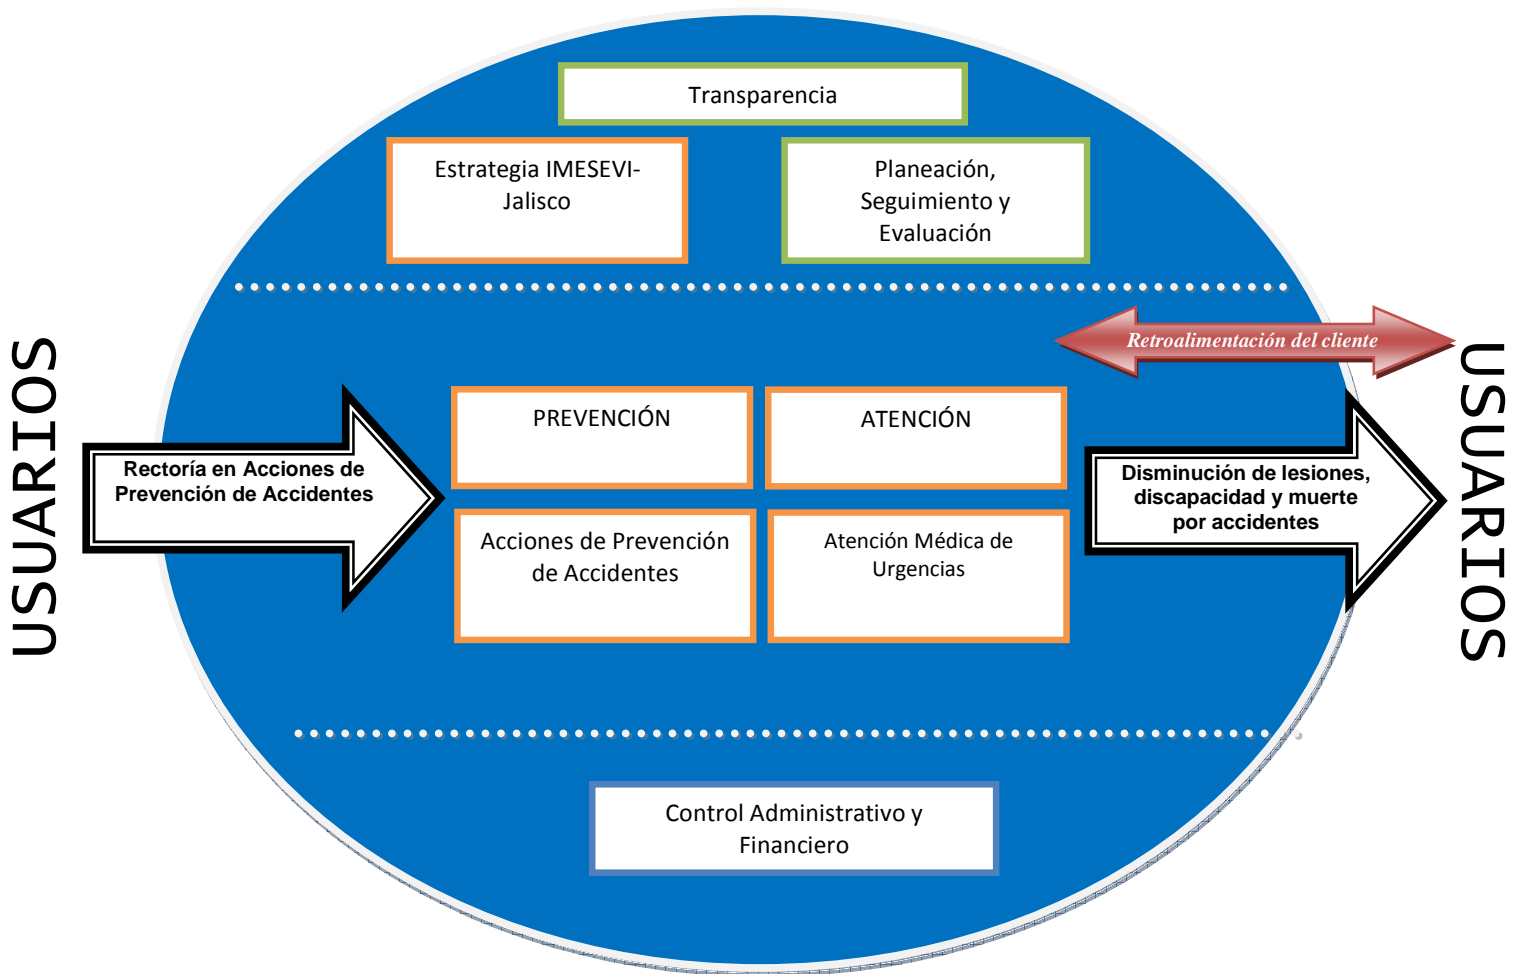 Transparencia
Estrategia IMESEVI-
Jalisco
Planeación,
Seguimiento y
Evaluación
Retroalimentación del cliente
USUARIOS
Rectoría en Acciones de
Prevención de Accidentes
PREVENCIÓN
ATENCIÓN
Acciones de Prevención
de Accidentes
Atención Médica de
Urgencias
Disminución de lesiones,
discapacidad y muerte
por accidentes
USUARIOS
Control Administrativo y
Financiero